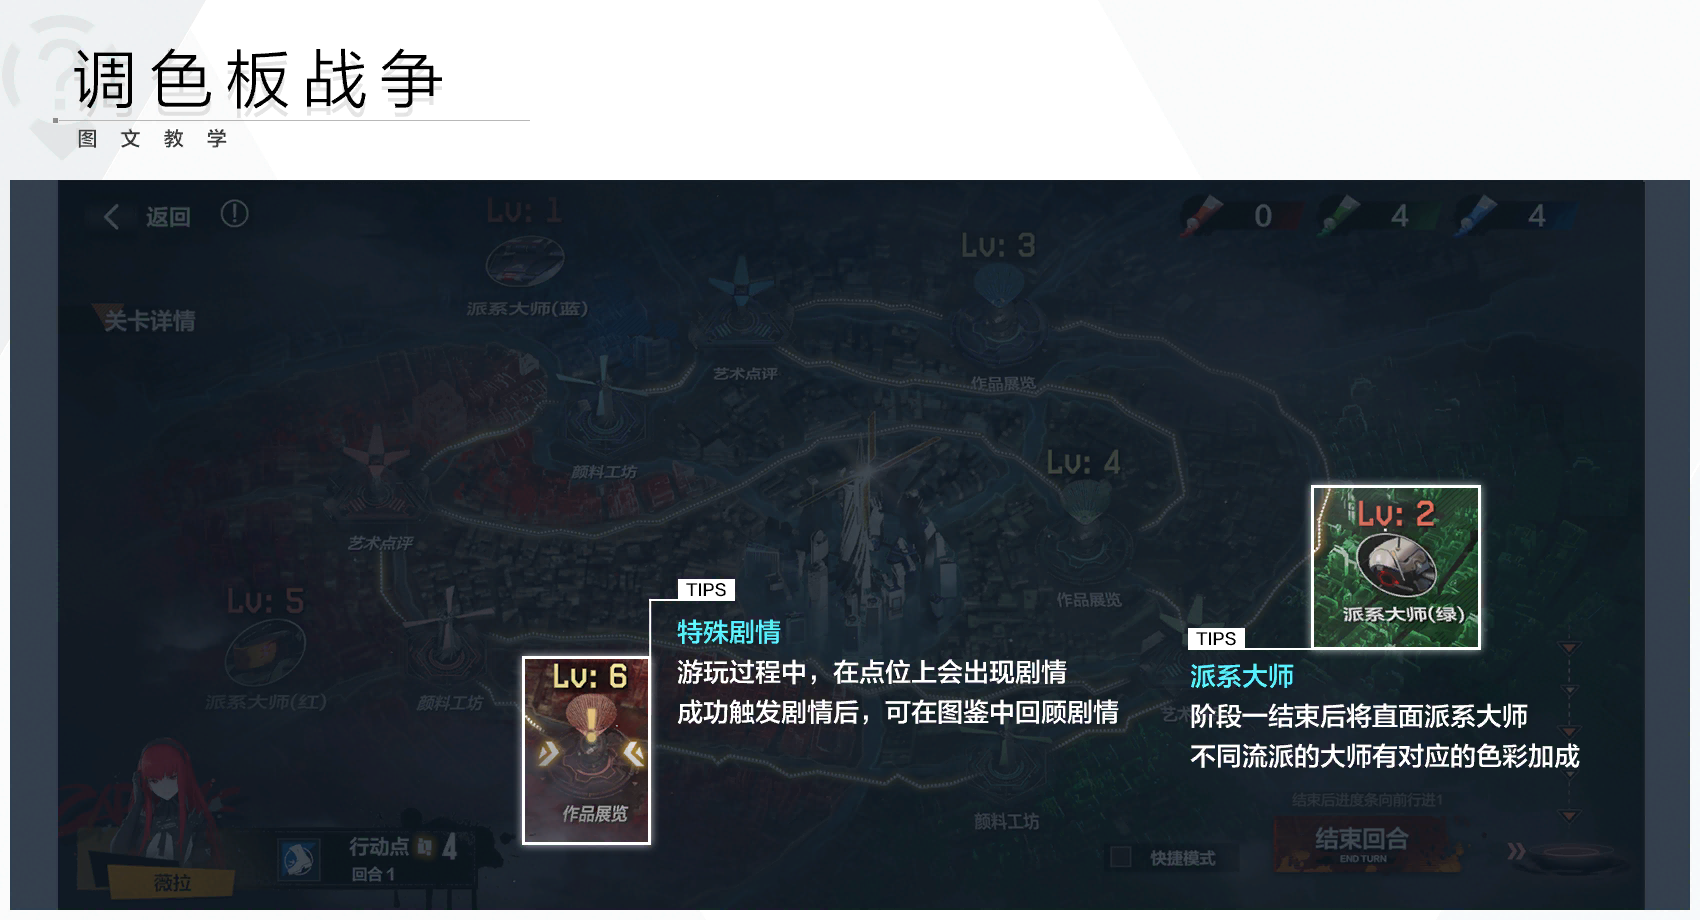 调色板战争
图文教学
返回
Lv: 1
派系大师(蓝)
Lv: 3
0
4
4
关卡详情
艺术点评
作品展览
颜料工坊
Lv: 4
艺术点评
作品展览
Lv: 2
派系大师(绿)
Lv: 5
派系大师(红)
颜料工坊
TIPS
特殊剧情
游玩过程中，在点位上会出现剧情
成功触发剧情后，可在图鉴中回顾剧情
Lv: 6
作品展览
TIPS
派系大师
阶段一结束后将直面派系大师
不同流派的大师有对应的色彩加成
艺术
颜料工坊
结束后进度条向前行进1
结束回合
END TURN
快捷模式
行动点 4
回合 1
薇拉